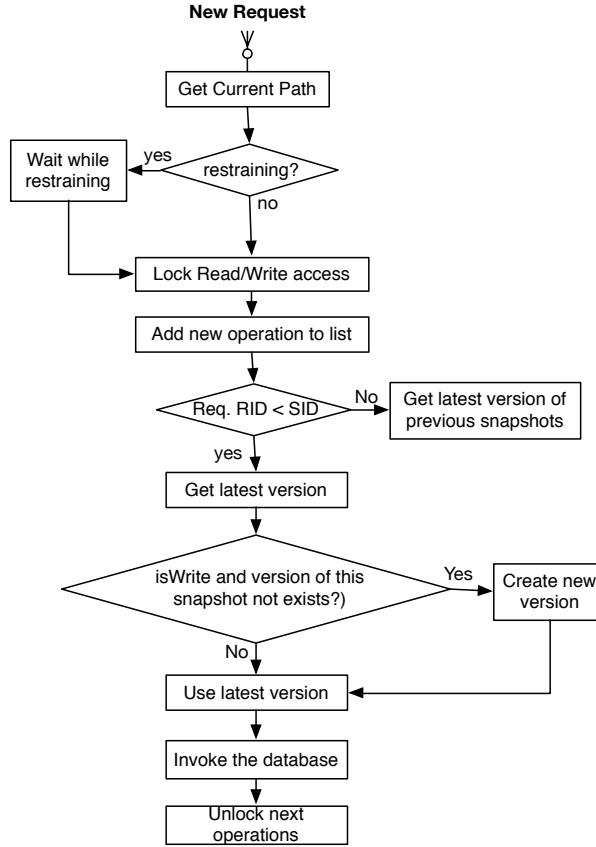 New Request
Get Current Path
restraining?
yes
Wait while
restraining
no
Lock Read/Write access
Add new operation to list
Req. RID < SID
No
Get latest version of
previous snapshots
yes
Get latest version
isWrite and version of this
snapshot not exists?)
Yes
Create new
version
No
Use latest version
Invoke the database
Unlock next
operations